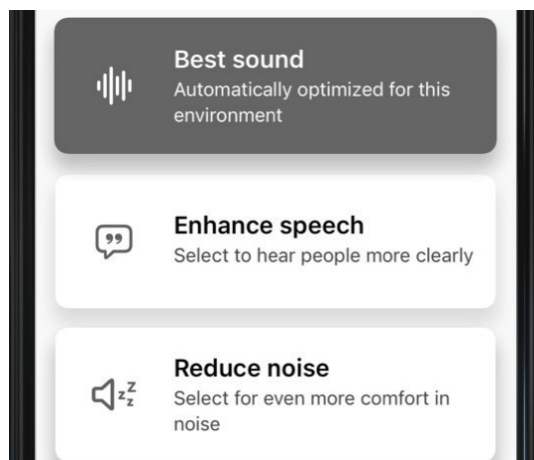 Best sound
Automatically optimized for this
environment
Enhance speech
Select to hear people more clearly
Reduce noise
Select for even more comfort in
noise